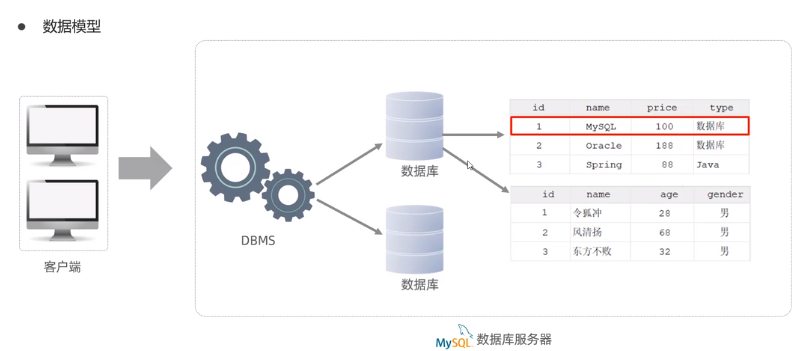 ● 数据模型
id name price type
1 MySQL 100 数据库
2 Oracle 188 数据库
3 Spring 88 Java
数据库
id name age gender
1 令狐冲 28 男
2 风清扬 68 男
3 东方不败 32 男
DBMS
客户端
数据库
MySQL 数据库服务器